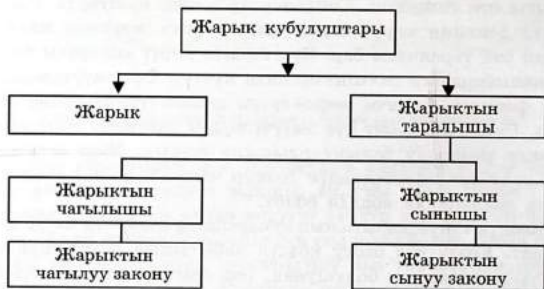 Жарык кубулуштары
Жарык
Жарыктын
таралышы
Жарыктын
чагылышы
Жарыктын
сынышы
Жарыктын
чагылуу закону
Жарыктын
сынуу закону